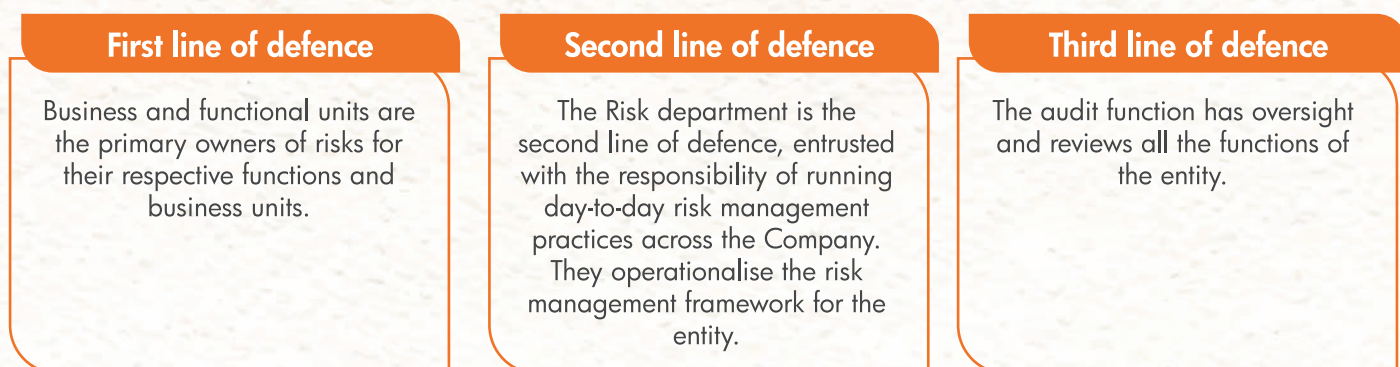 First line of defence
Business and functional units are
the primary owners of risks for
their respective functions and
business units.
Second line of defence
The Risk department is the
second line of defence, entrusted
with the responsibility of running
day-to-day risk management
practices across the Company.
They operationalise the risk
management framework for the
entity.
Third line of defence
The audit function has oversight
and reviews all the functions of
the entity.